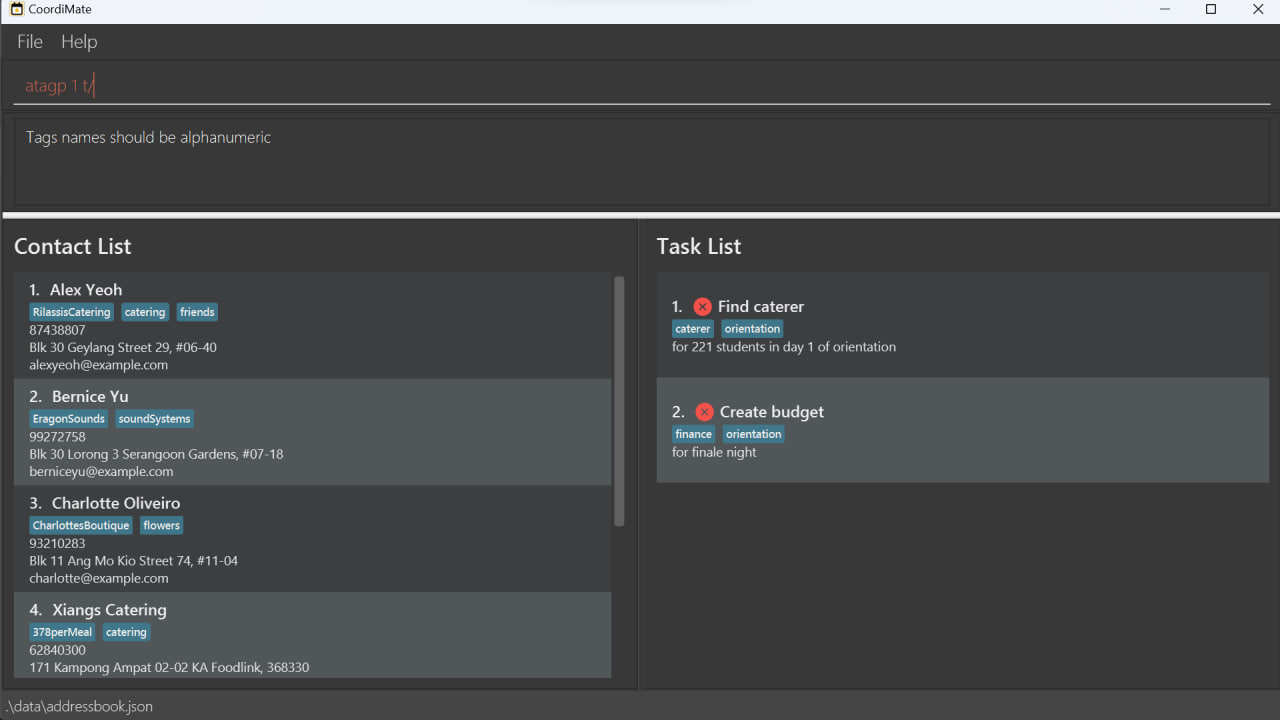 CoordiMate
File Help
atagp 1 t/
Tags names should be alphanumeric
Contact List
1. Alex Yeoh
RilassisCatering catering friends
87438807
Blk 30 Geylang Street 29, #06-40
alexyeoh@example.com
2. Bernice Yu
EragonSounds soundSystems
99272758
Blk 30 Lorong 3 Serangoon Gardens, #07-18
berniceyu@example.com
3. Charlotte Oliveiro
CharlottesBoutique flowers
93210283
Blk 11 Ang Mo Kio Street 74, #11-04
charlotte@example.com
4. Xiangs Catering
378perMeal catering
62840300
171 Kampong Ampat 02-02 KA Foodlink, 368330
Task List
1. Find caterer
caterer orientation
for 221 students in day 1 of orientation
2. Create budget
finance orientation
for finale night
.\data\addressbook.json